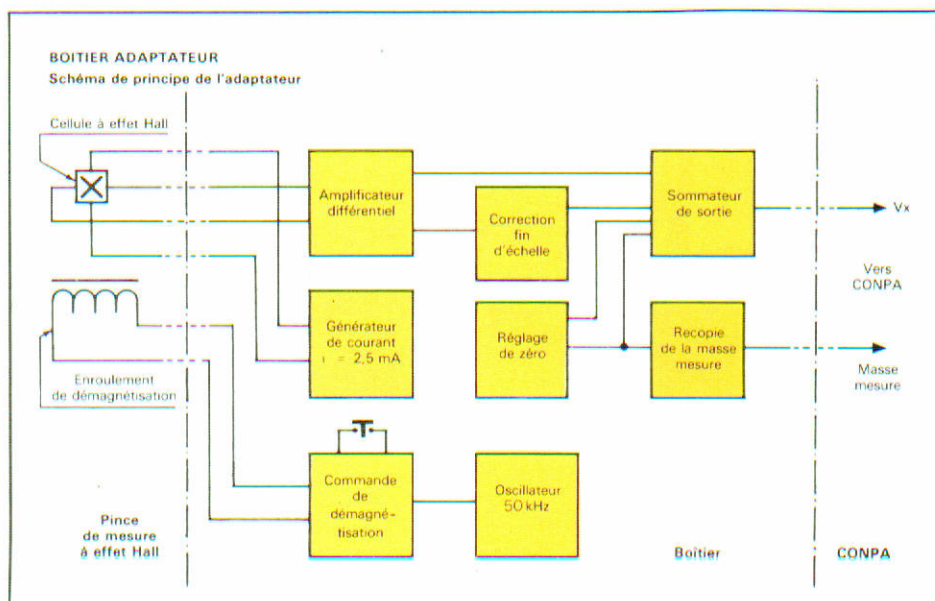 BOITIER ADAPTATEUR
Schéma de principe de l'adaptateur
Cellule à effet Hall
Amplificateur
différentiel
Correction
fin
d'échelle
Sommateur
de sortie
Vx
Vers
CONPA
Générateur
de courant
ı = 2,5 mA
Réglage
de zéro
Recopie
de la masse
mesure
Masse
mesure
Enroulement
de démagnétisation
Commande
de
démagné-
tisation
Oscillateur
50 kHz
Pince
de mesure
à effet Hall
Boîtier
CONPA